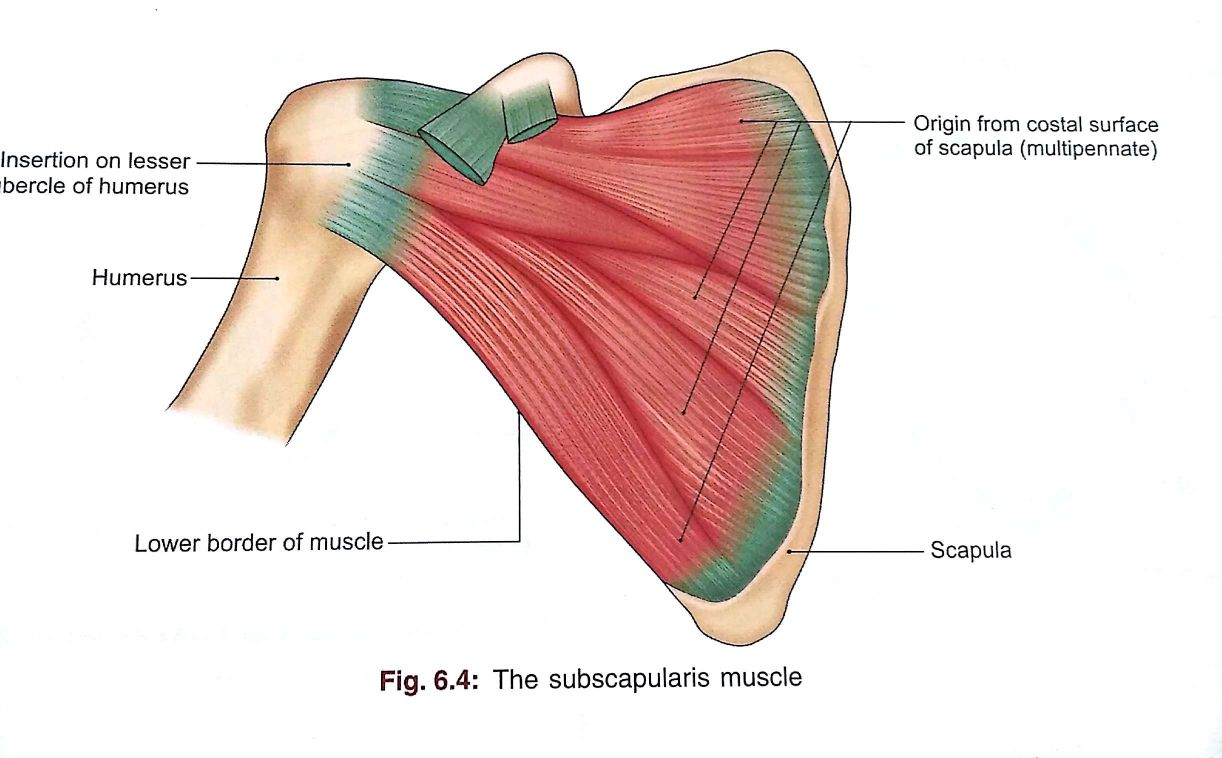 Origin from costal surface
of scapula (multipennate)
Insertion on lesser
bercle of humerus
Humerus
Lower border of muscle
Scapula
Fig. 6.4: The subscapularis muscle